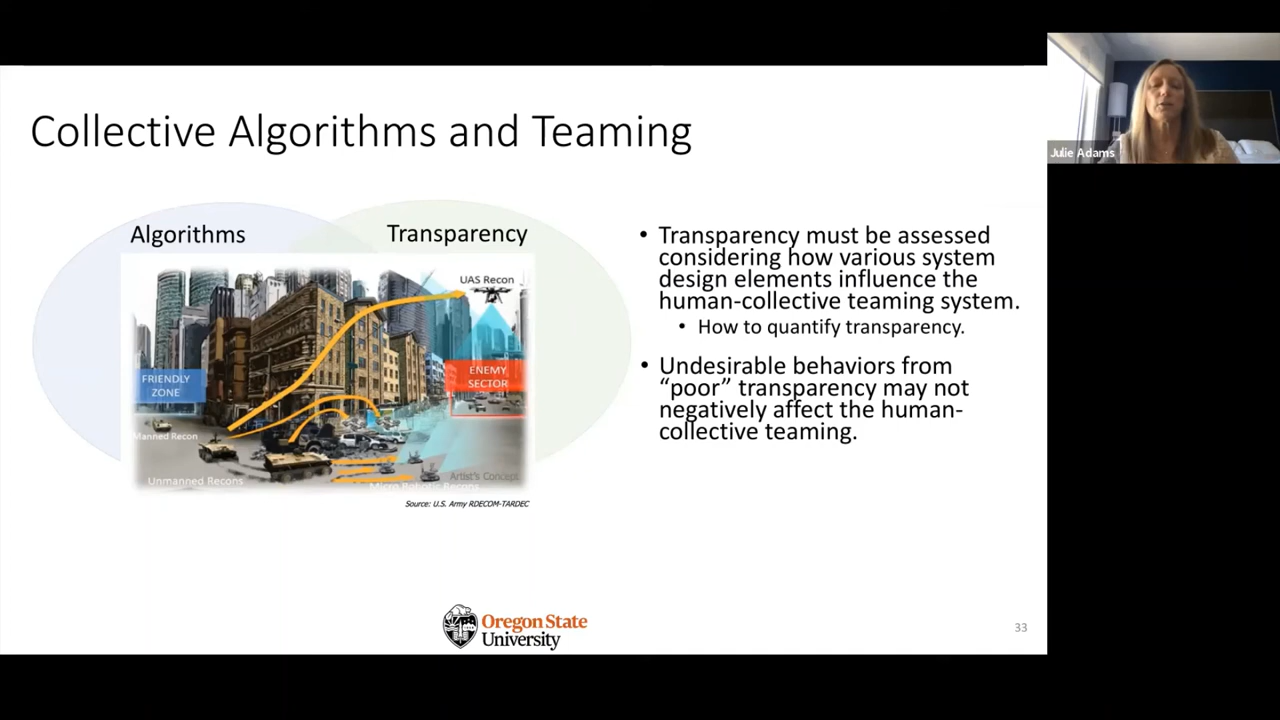 Collective Algorithms and Teaming
Julie Adams
Algorithms
Transparency
UAS Recon
FRIENDLY
ZONE
ENEMY
SECTOR
Manned Recon
Unmanned Recons
Artist's Concept
Micro Robotic Recons
Source: U.S. Army RDECOM-TARDEC
• Transparency must be assessed
considering how various system
design elements influence the
human-collective teaming system.
• How to quantify transparency.
• Undesirable behaviors from
“poor” transparency may not
negatively affect the human-
collective teaming.
Oregon State
University
33